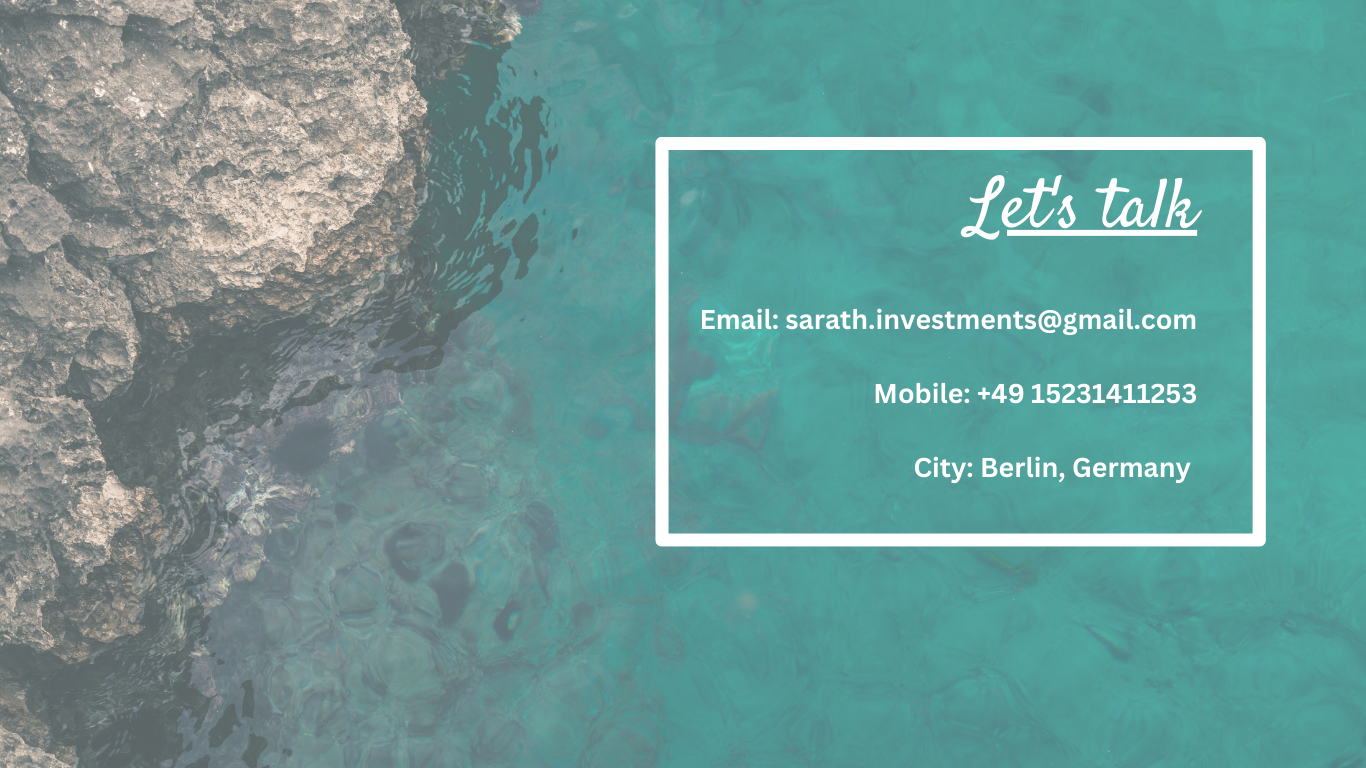 Let's talk
Email: sarath.investments@gmail.com
Mobile: +49 15231411253
City: Berlin, Germany